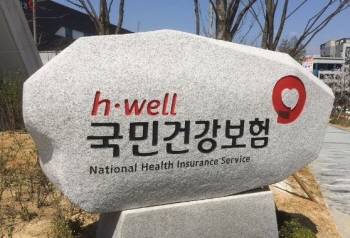 h·well
국민건강보험
National Health Insurance Service